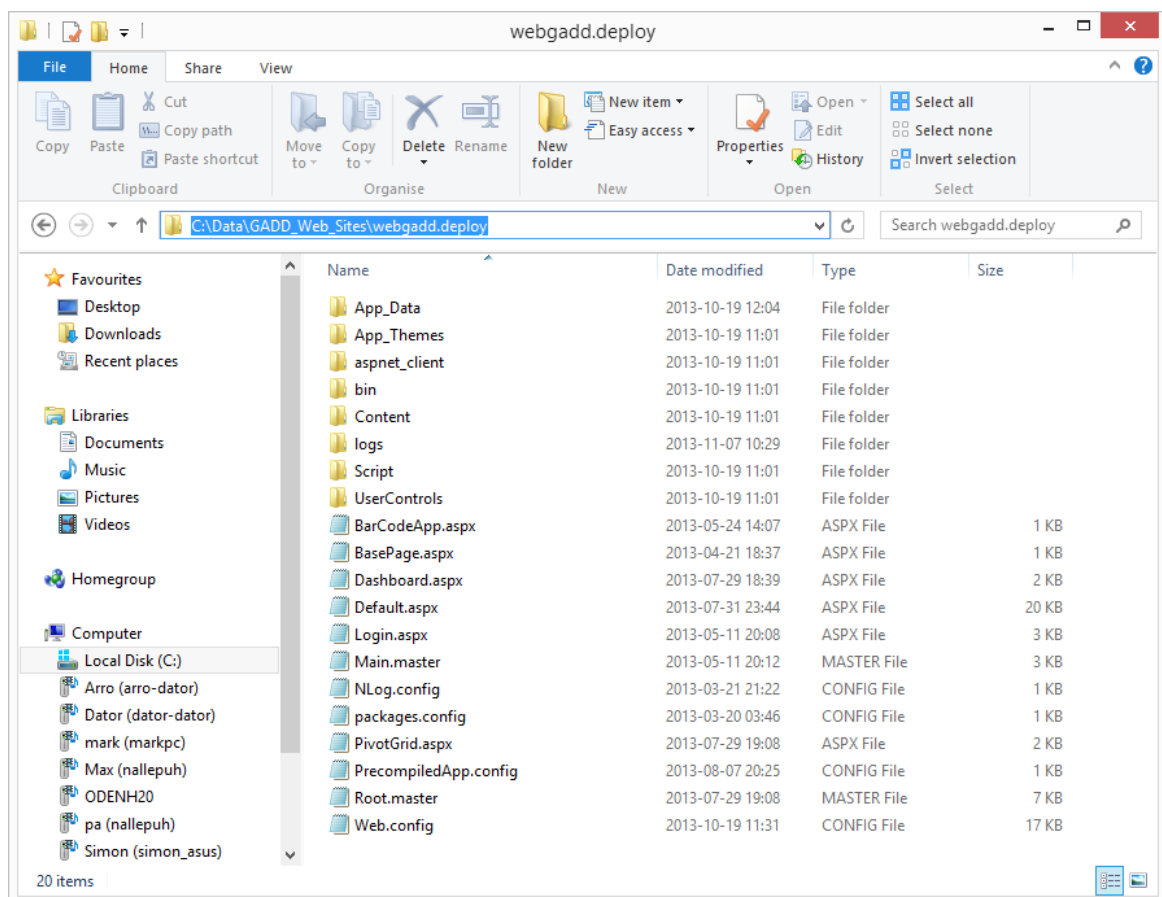 webgadd.deploy
File Home Share View
Copy
Paste
Cut
Copy path
Paste shortcut
Clipboard
Move to
Copy to
Delete
Rename
Organise
New folder
New item
Easy access
New
Properties
Open
Edit
History
Open
Select all
Select none
Invert selection
Select
C:\Data\GADD_Web_Sites\webgadd.deploy
Search webgadd.deploy
Favourites
Desktop
Downloads
Recent places
Libraries
Documents
Music
Pictures
Videos
Homegroup
Computer
Local Disk (C:)
Arro (arro-dator)
Dator (dator-dator)
mark (markpc)
Max (nallepuh)
ODENH20
pa (nallepuh)
Simon (simon_asus)
Name Date modified Type Size
App_Data 2013-10-19 12:04 File folder
App_Themes 2013-10-19 11:01 File folder
aspnet_client 2013-10-19 11:01 File folder
bin 2013-10-19 11:01 File folder
Content 2013-10-19 11:01 File folder
logs 2013-11-07 10:29 File folder
Script 2013-10-19 11:01 File folder
UserControls 2013-10-19 11:01 File folder
BarCodeApp.aspx 2013-05-24 14:07 ASPX File 1 KB
BasePage.aspx 2013-04-21 18:37 ASPX File 1 KB
Dashboard.aspx 2013-07-29 18:39 ASPX File 2 KB
Default.aspx 2013-07-31 23:44 ASPX File 20 KB
Login.aspx 2013-05-11 20:08 ASPX File 3 KB
Main.master 2013-05-11 20:12 MASTER File 3 KB
NLog.config 2013-03-21 21:22 CONFIG File 1 KB
packages.config 2013-03-20 03:46 CONFIG File 1 KB
PivotGrid.aspx 2013-07-29 19:08 ASPX File 2 KB
PrecompiledApp.config 2013-08-07 20:25 CONFIG File 1 KB
Root.master 2013-07-29 19:08 MASTER File 7 KB
Web.config 2013-10-19 11:31 CONFIG File 17 KB
20 items